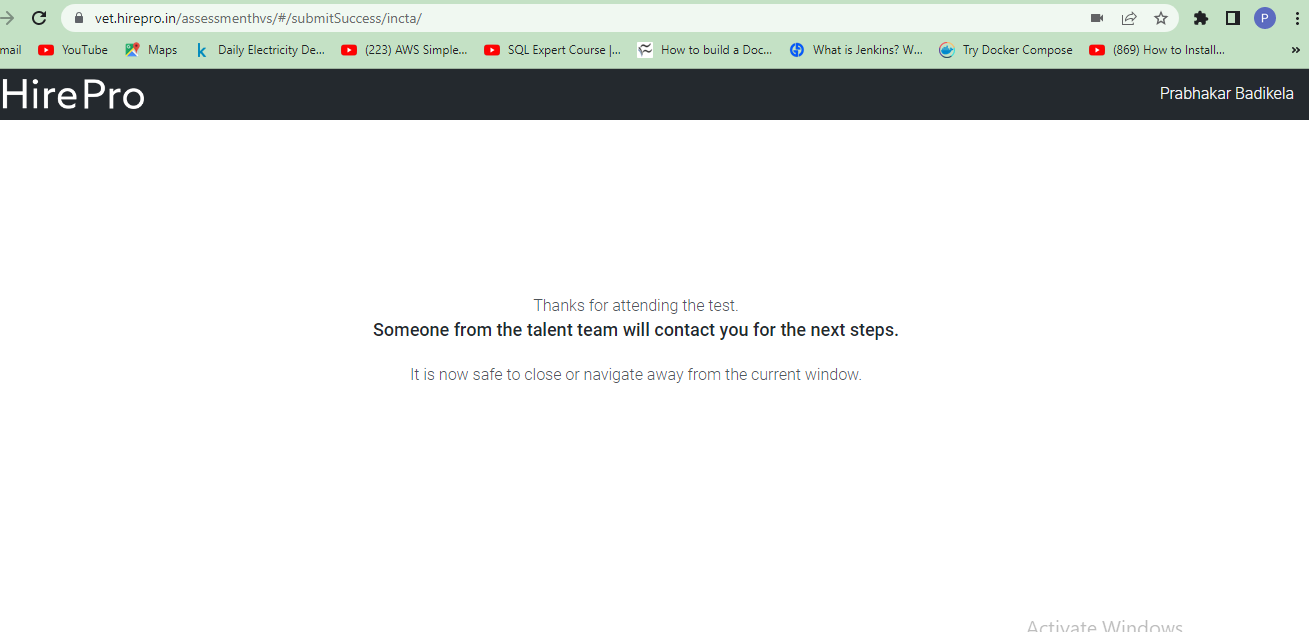 vet.hirepro.in/assessmenthvs/#/submitSuccess/incta/
P
mail YouTube Maps k Daily Electricity De... (223) AWS Simple... SQL Expert Course |... How to build a Doc... What is Jenkins? W... Try Docker Compose (869) How to Install... »
HirePro
Prabhakar Badikela
Thanks for attending the test.
Someone from the talent team will contact you for the next steps.
It is now safe to close or navigate away from the current window.
Activate Windows